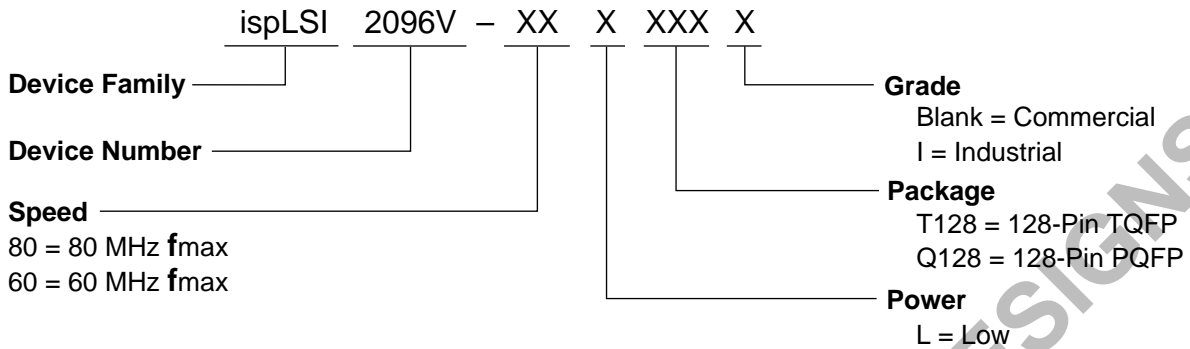 ispLSI 2096V – XX X XXX X
Device Family
Device Number
Speed
80 = 80 MHz fmax
60 = 60 MHz fmax
Grade
Blank = Commercial
I = Industrial
Package
T128 = 128-Pin TQFP
Q128 = 128-Pin PQFP
Power
L = Low